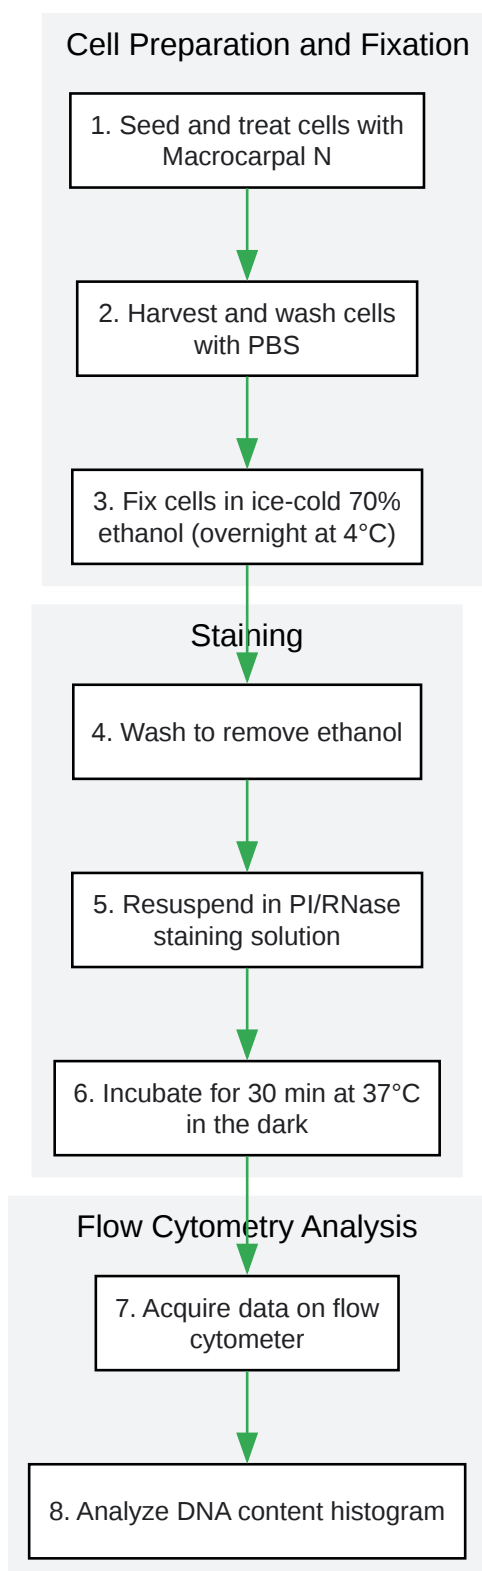 Cell Preparation and Fixation
1. Seed and treat cells with
Macrocarpal N
2. Harvest and wash cells
with PBS
3. Fix cells in ice-cold 70%
ethanol (overnight at 4°C)
Staining
4. Wash to remove ethanol
5. Resuspend in PI/RNase
staining solution
6. Incubate for 30 min at 37°C
in the dark
Flow Cytometry Analysis
7. Acquire data on flow
cytometer
8. Analyze DNA content histogram